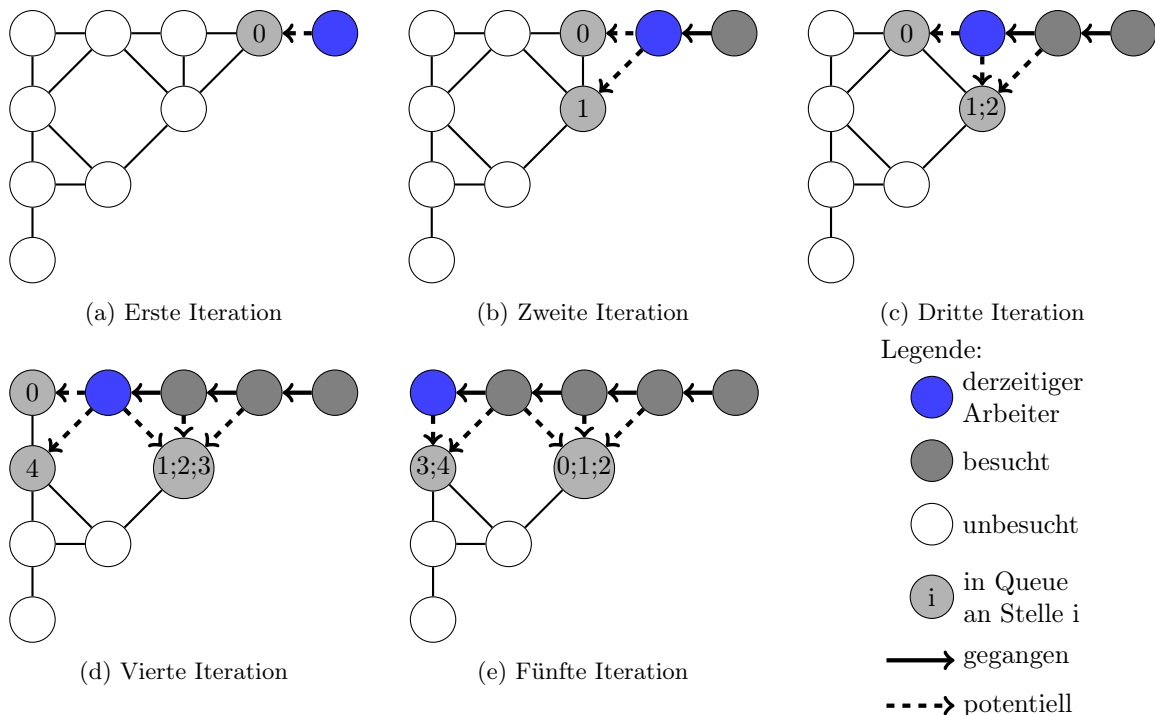 0
0
1
0
1;2
(a) Erste Iteration
(b) Zweite Iteration
(c) Dritte Iteration
0
4
1;2;3
3;4
0;1;2
(d) Vierte Iteration
(e) Fünfte Iteration
Legende:
derzeitiger
Arbeiter
besucht
unbesucht
i
in Queue
an Stelle i
gegangen
potentiell